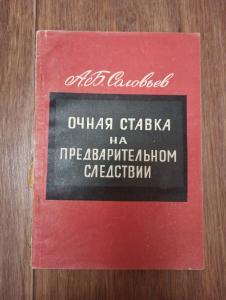 А.Б. Соловьев
ОЧНАЯ СТАВКА
НА
ПРЕДВАРИТЕЛЬНОМ
СЛЕДСТВИИ